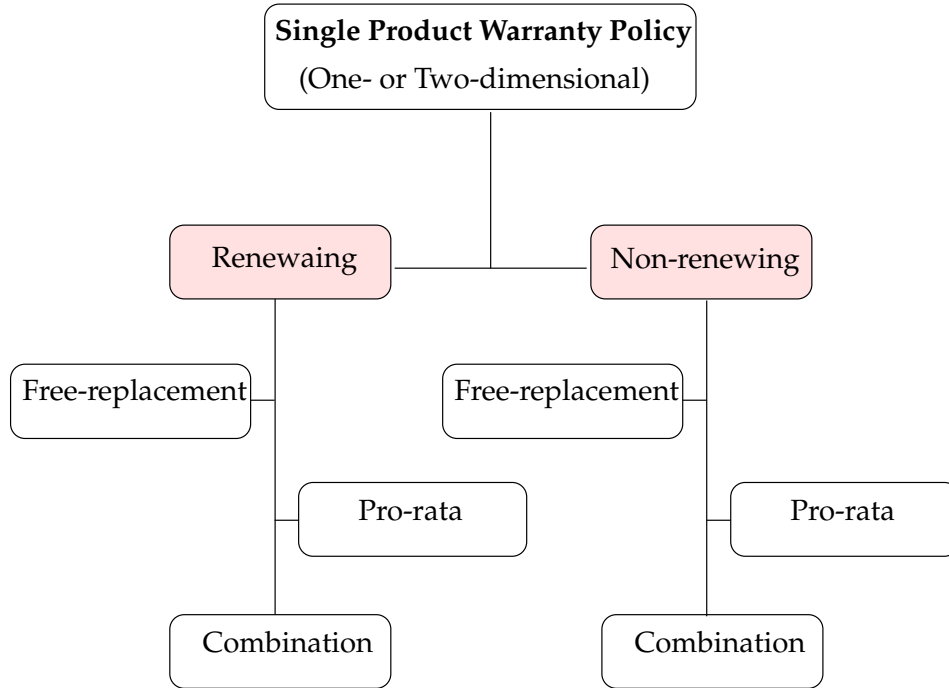 Single Product Warranty Policy
(One- or Two-dimensional)
Renewaing
Non-renewing
Free-replacement
Free-replacement
Pro-rata
Pro-rata
Combination
Combination